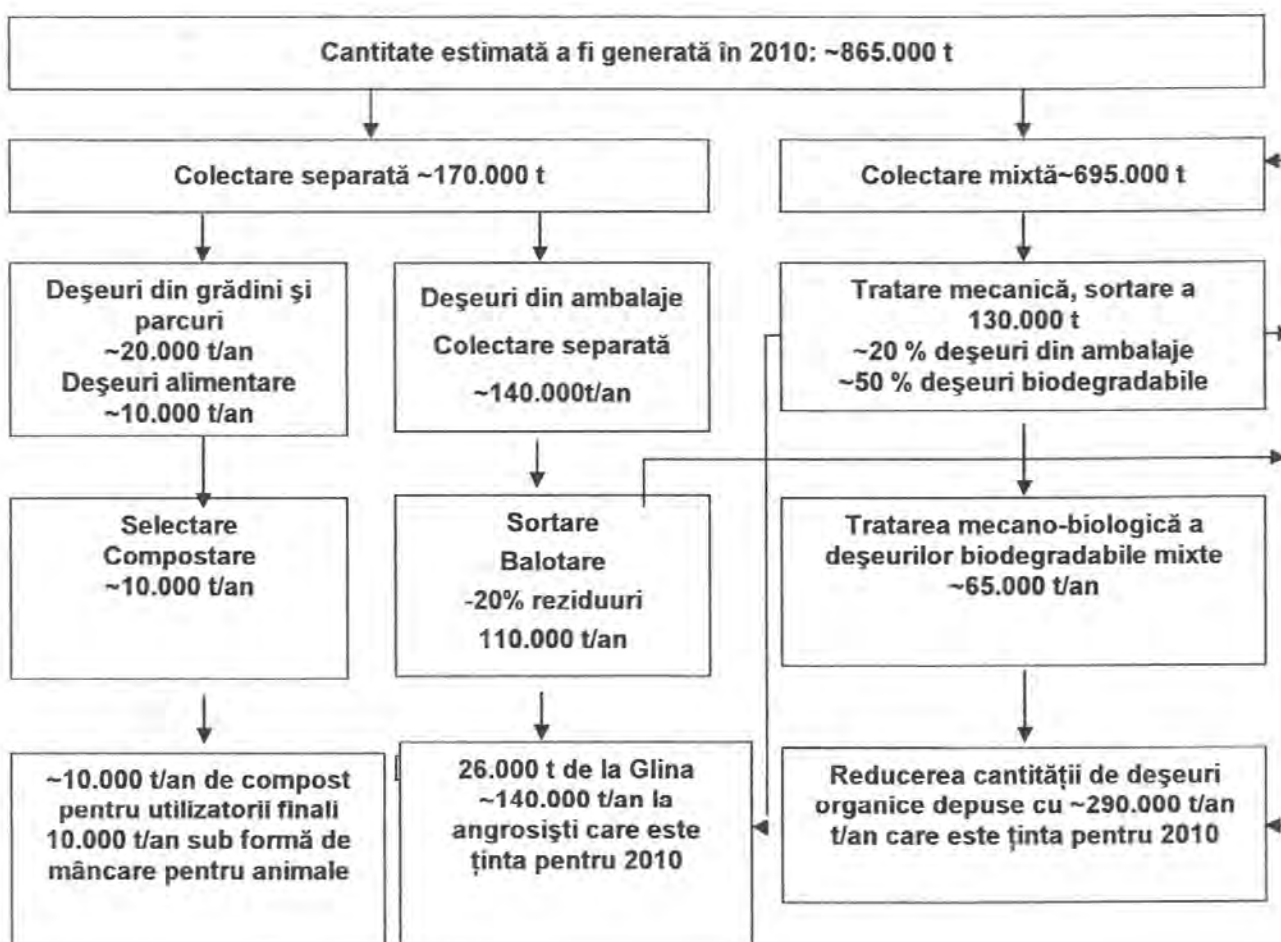 Cantitate estimată a fi generată în 2010: ~865.000 t
Colectare separată ~170.000 t
Colectare mixtă~695.000 t
Deşeuri din grădini şi
parcuri
~20.000 t/an
Deşeuri alimentare
~10.000 t/an
Deşeuri din ambalaje
Colectare separată
~140.000t/an
Tratare mecanică, sortare a
130.000 t
~20 % deşeuri din ambalaje
~50 % deşeuri biodegradabile
Selectare
Compostare
~10.000 t/an
Sortare
Balotare
-20% reziduuri
110.000 t/an
Tratarea mecano-biologică a
deşeurilor biodegradabile mixte
~65.000 t/an
~10.000 t/an de compost
pentru utilizatorii finali
10.000 t/an sub formă de
mâncare pentru animale
26.000 t de la Glina
~140.000 t/an la
angrosişti care este
ţinta pentru 2010
Reducerea cantităţii de deşeuri
organice depuse cu ~290.000 t/an
t/an care este ţinta pentru 2010